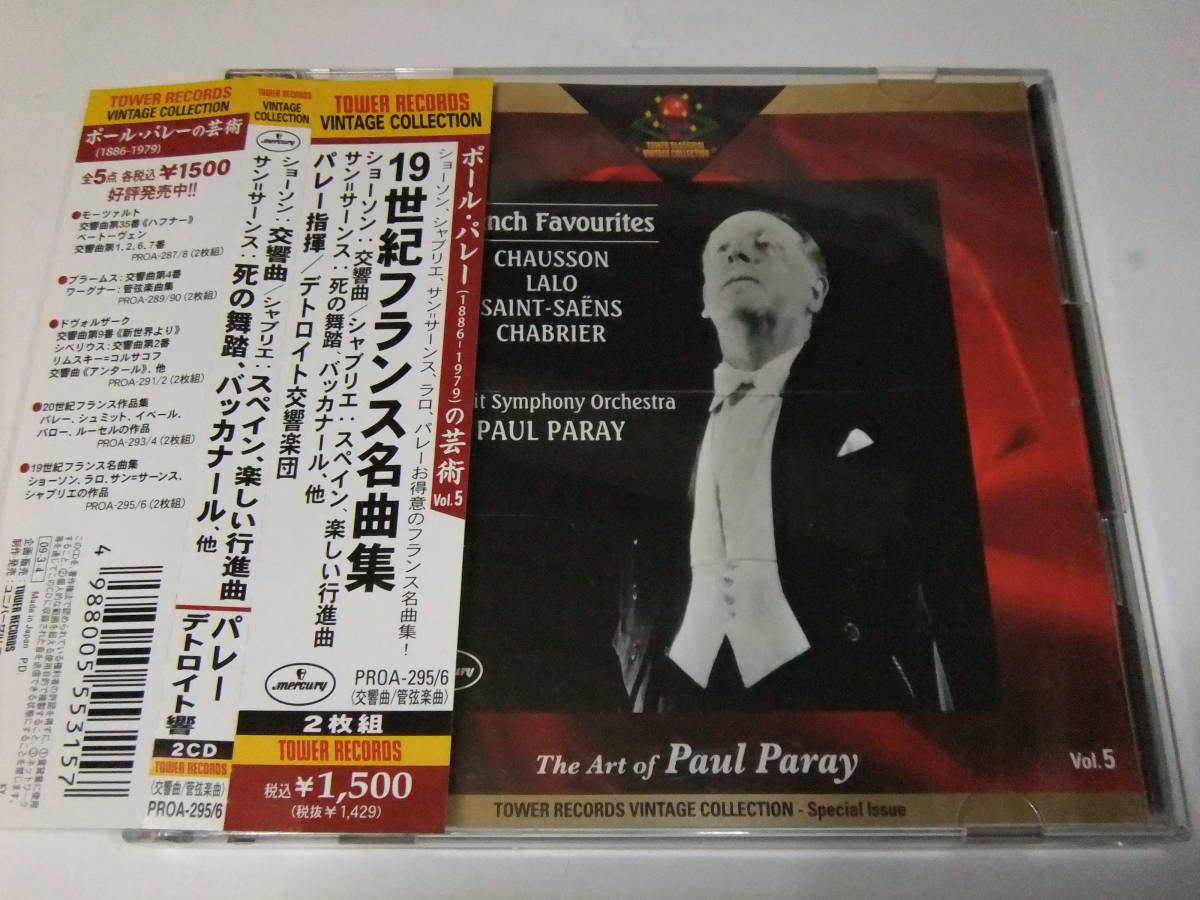 TOWER RECORDS
VINTAGE COLLECTION
ポール・パレーの芸術
(1886-1979)
全5点 各税込¥1500
好評発売中!!
●モーツァルト
交響曲第35番《ハフナー》
ベートーヴェン
交響曲第1、2、6、7番
PROA-287/8(2枚組)
●ブラームス:交響曲第4番
ワーグナー:管弦楽曲集
PROA-289/90(2枚組)
●ドヴォルザーク
交響曲第9番《新世界より》
シベリウス:交響曲第2番
リムスキー=コルサコフ
交響曲《アンタール》、他
PROA-291/2(2枚組)
●20世紀フランス作品集
パレー、シュミット、イベール、
バロー、ルーセルの作品
PROA-293/4(2枚組)
●19世紀フランス名曲集
ショーソン、ラロ、サン=サーンス、
シャブリエの作品
PROA-295/6(2枚組)
4 988005 553157
09.3.4
Made in Japan P.D.
企画 販売:TOWER RECORDS
KY
TOWER RECORDS
VINTAGE COLLECTION
mercury
ショーソン:交響曲/シャブリエ:スペイン、楽しい行進曲
サン=サーンス:死の舞踏、バッカナール、他
パレー
デトロイト響
2CD
TOWER RECORDS
(交響曲/管弦楽曲)
PROA-295/6
TOWER RECORDS
VINTAGE COLLECTION
ポール・パレー(1886-1979)の芸術 Vol.5
ショーソン、シャブリエ、サン=サーンス、ラロ、パレーお得意のフランス名曲集!
19世紀フランス名曲集
ショーソン:交響曲/シャブリエ:スペイン、楽しい行進曲
サン=サーンス:死の舞踏、バッカナール、他
パレー指揮/デトロイト交響楽団
mercury
PROA-295/6
(交響曲/管弦楽曲)
2枚組
TOWER RECORDS
税込¥1,500
(税抜¥1,429)
TOWER CLASSICAL
VINTAGE COLLECTION
nch Favourites
CHAUSSON
LALO
SAINT-SAËNS
CHABRIER
it Symphony Orchestra
PAUL PARAY
The Art of Paul Paray
Vol.5
TOWER RECORDS VINTAGE COLLECTION - Special Issue